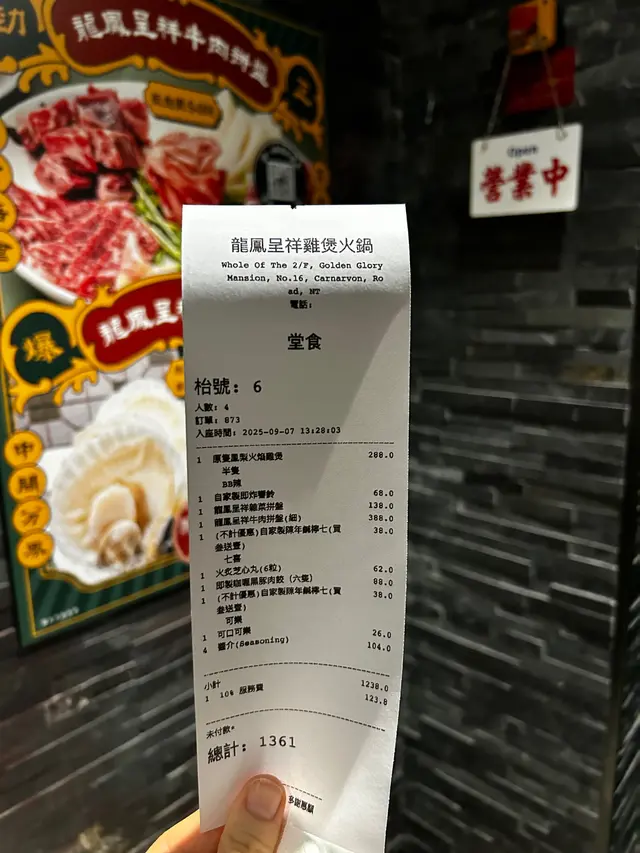 龍鳳呈祥牛肉拼盤
龍鳳呈
爆
Open
營業中
龍鳳呈祥雞煲火鍋
Whole Of The 2/F, Golden Glory
Mansion, No.16, Carnarvon, Ro
ad, NT
電話:
堂食
枱號: 6
人數: 4
訂單: 873
入座時間: 2025-09-07 13:28:03
1 原隻鳳梨火焰雞煲 288.0
半隻
BB辣
1 自家製即炸響鈴 68.0
1 龍鳳呈祥雜菜拼盤 138.0
1 龍鳳呈祥牛肉拼盤(細) 388.0
1 (不計優惠)自家製陳年鹹檸七(買 38.0
叁送壹)
七喜
1 火炙芝心丸(6粒) 62.0
1 即製咖喱黑豚肉餃 (六隻) 88.0
1 (不計優惠)自家製陳年鹹檸七(買 38.0
叁送壹)
可樂
1 可口可樂 26.0
4 醬介(Seasoning) 104.0
小計 1238.0
1 10% 服務費 123.8
未付款*
總計: 1361
多謝惠顧